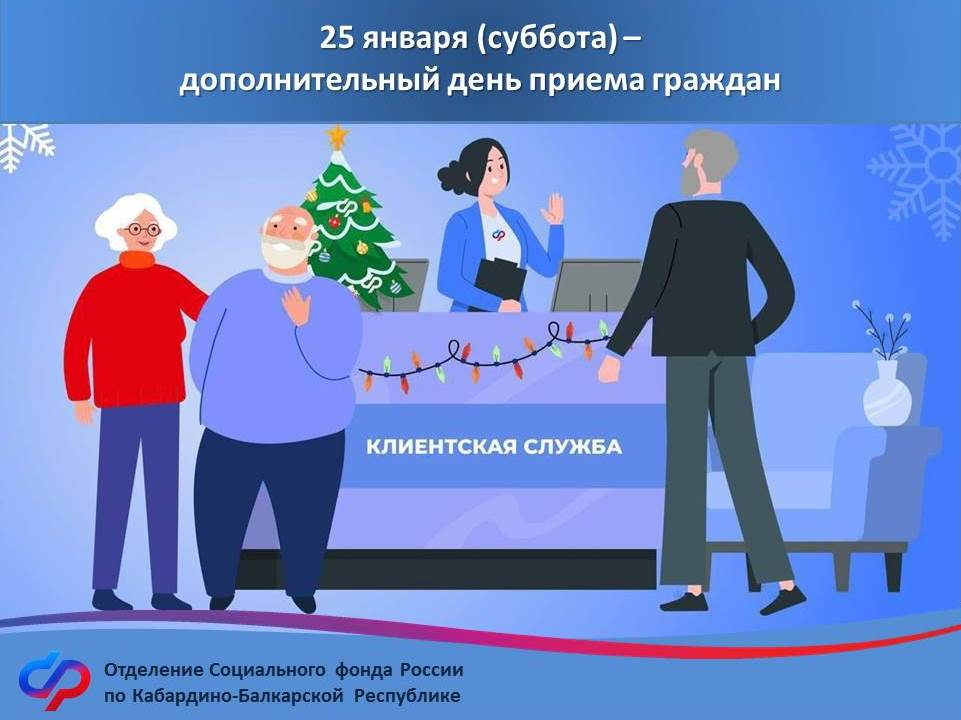 25 января (суббота) –
дополнительный день приема граждан
КЛИЕНТСКАЯ СЛУЖБА
Отделение Социального фонда России
по Кабардино-Балкарской Республике